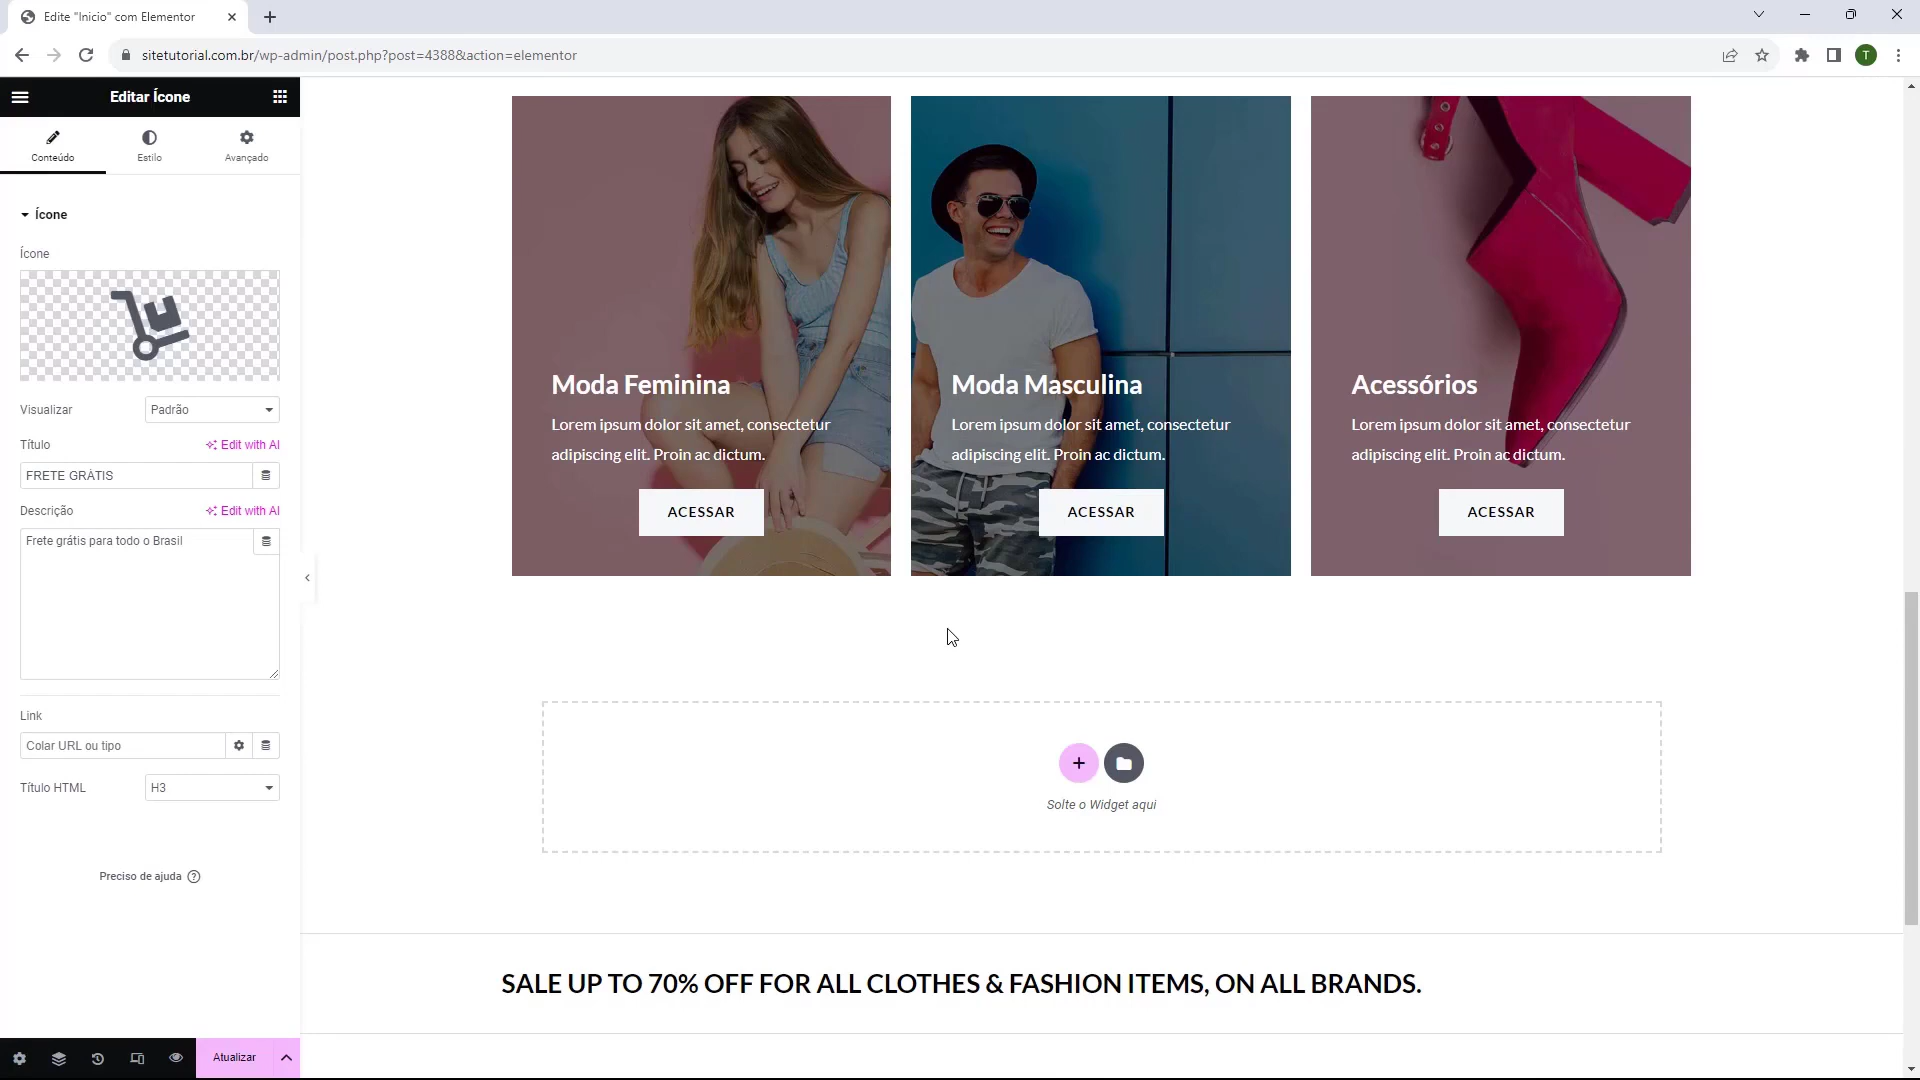 Edite "Inicio" com Elementor
sitetutorial.com.br/wp-admin/post.php?post=4388&action=elementor
T
Editar Ícone
Conteúdo
Estilo
Avançado
Ícone
Ícone
Visualizar
Padrão
Título
Edit with AI
FRETE GRÁTIS
Descrição
Edit with AI
Frete grátis para todo o Brasil
Link
Colar URL ou tipo
Título HTML
H3
Preciso de ajuda
Atualizar
Moda Feminina
Lorem ipsum dolor sit amet, consectetur
adipiscing elit. Proin ac dictum.
ACESSAR
Moda Masculina
Lorem ipsum dolor sit amet, consectetur
adipiscing elit. Proin ac dictum.
ACESSAR
Acessórios
Lorem ipsum dolor sit amet, consectetur
adipiscing elit. Proin ac dictum.
ACESSAR
Solte o Widget aqui
SALE UP TO 70% OFF FOR ALL CLOTHES & FASHION ITEMS, ON ALL BRANDS.